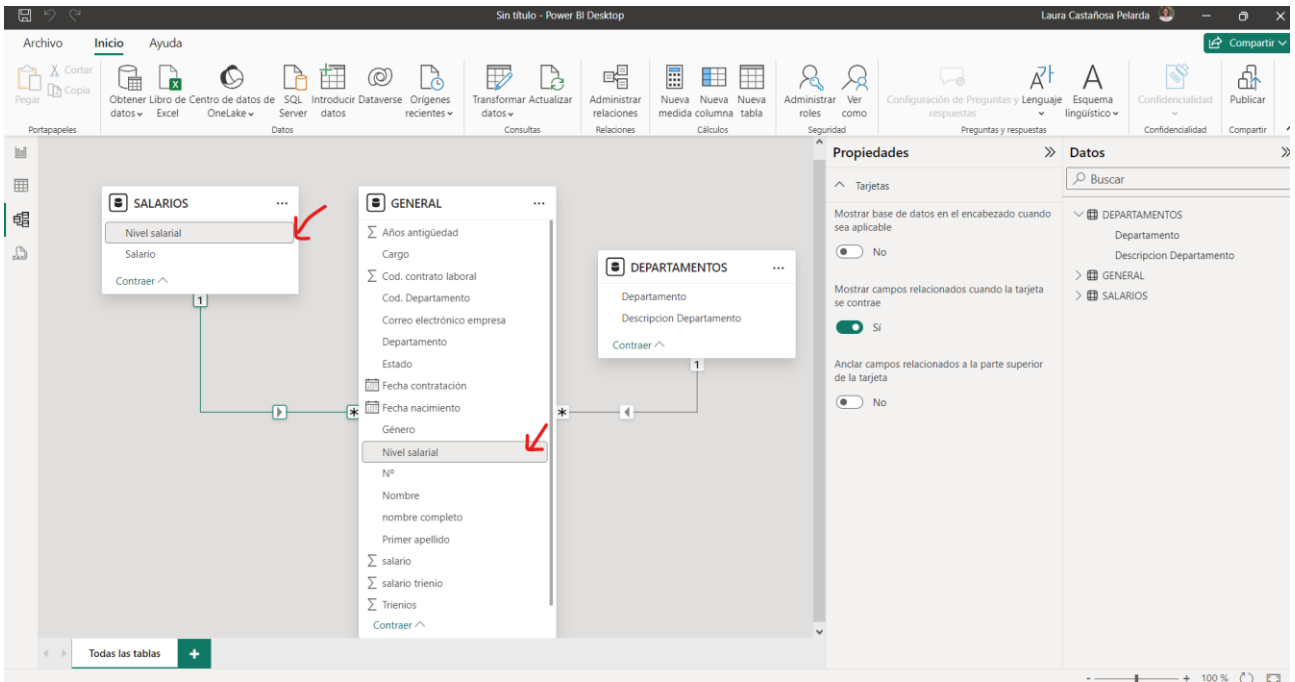 Sin título - Power BI Desktop
Laura Castañosa Pelarda
Archivo
Inicio
Ayuda
Compartir
Pegar
Cortar
Copia
Portapapeles
Obtener datos
Libro de Excel
Centro de datos de OneLake
SQL Server
Introducir datos
Dataverse
Orígenes recientes
Datos
Transformar datos
Actualizar
Consultas
Administrar relaciones
Relaciones
Nueva medida
Nueva columna
Nueva tabla
Cálculos
Administrar roles
Ver como
Seguridad
Configuración de Preguntas y respuestas
Lenguaje
Esquema lingüístico
Preguntas y respuestas
Confidencialidad
Confidencialidad
Publicar
Compartir
SALARIOS
Nivel salarial
Salario
Contraer
1
*
GENERAL
Años antigüedad
Cargo
Cod. contrato laboral
Cod. Departamento
Correo electrónico empresa
Departamento
Estado
Fecha contratación
Fecha nacimiento
Género
Nivel salarial
Nº
Nombre
nombre completo
Primer apellido
salario
salario trienio
Trienios
Contraer
DEPARTAMENTOS
Departamento
Descripcion Departamento
Contraer
1
*
Propiedades
Tarjetas
Mostrar base de datos en el encabezado cuando
sea aplicable
No
Mostrar campos relacionados cuando la tarjeta
se contrae
Sí
Anclar campos relacionados a la parte superior
de la tarjeta
No
Datos
Buscar
DEPARTAMENTOS
Departamento
Descripcion Departamento
GENERAL
SALARIOS
Todas las tablas
+
- + 100 %